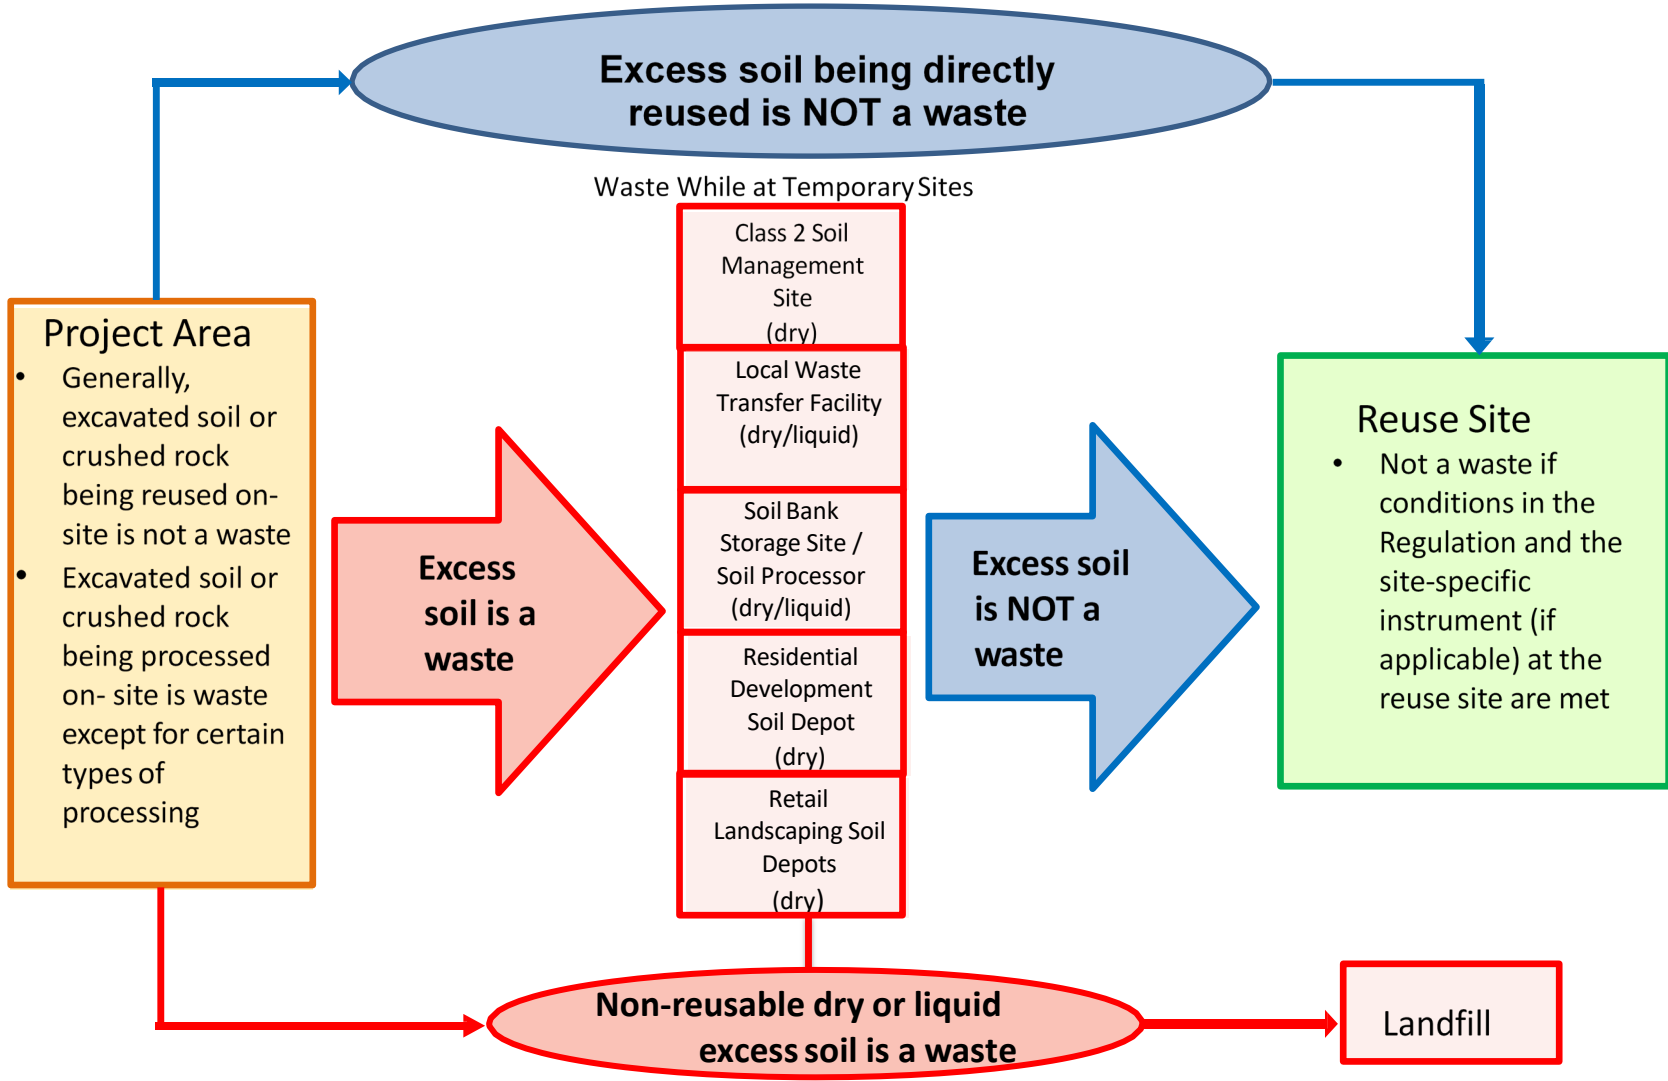 Excess soil being directly
reused is NOT a waste
Waste While at Temporary Sites
Project Area
• Generally,
excavated soil or
crushed rock
being reused on-
site is not a waste
• Excavated soil or
crushed rock
being processed
on- site is waste
except for certain
types of
processing
Excess
soil is a
waste
Class 2 Soil
Management
Site
(dry)
Local Waste
Transfer Facility
(dry/liquid)
Soil Bank
Storage Site /
Soil Processor
(dry/liquid)
Residential
Development
Soil Depot
(dry)
Retail
Landscaping Soil
Depots
(dry)
Excess soil
is NOT a
waste
Reuse Site
• Not a waste if
conditions in the
Regulation and the
site-specific
instrument (if
applicable) at the
reuse site are met
Non-reusable dry or liquid
excess soil is a waste
Landfill